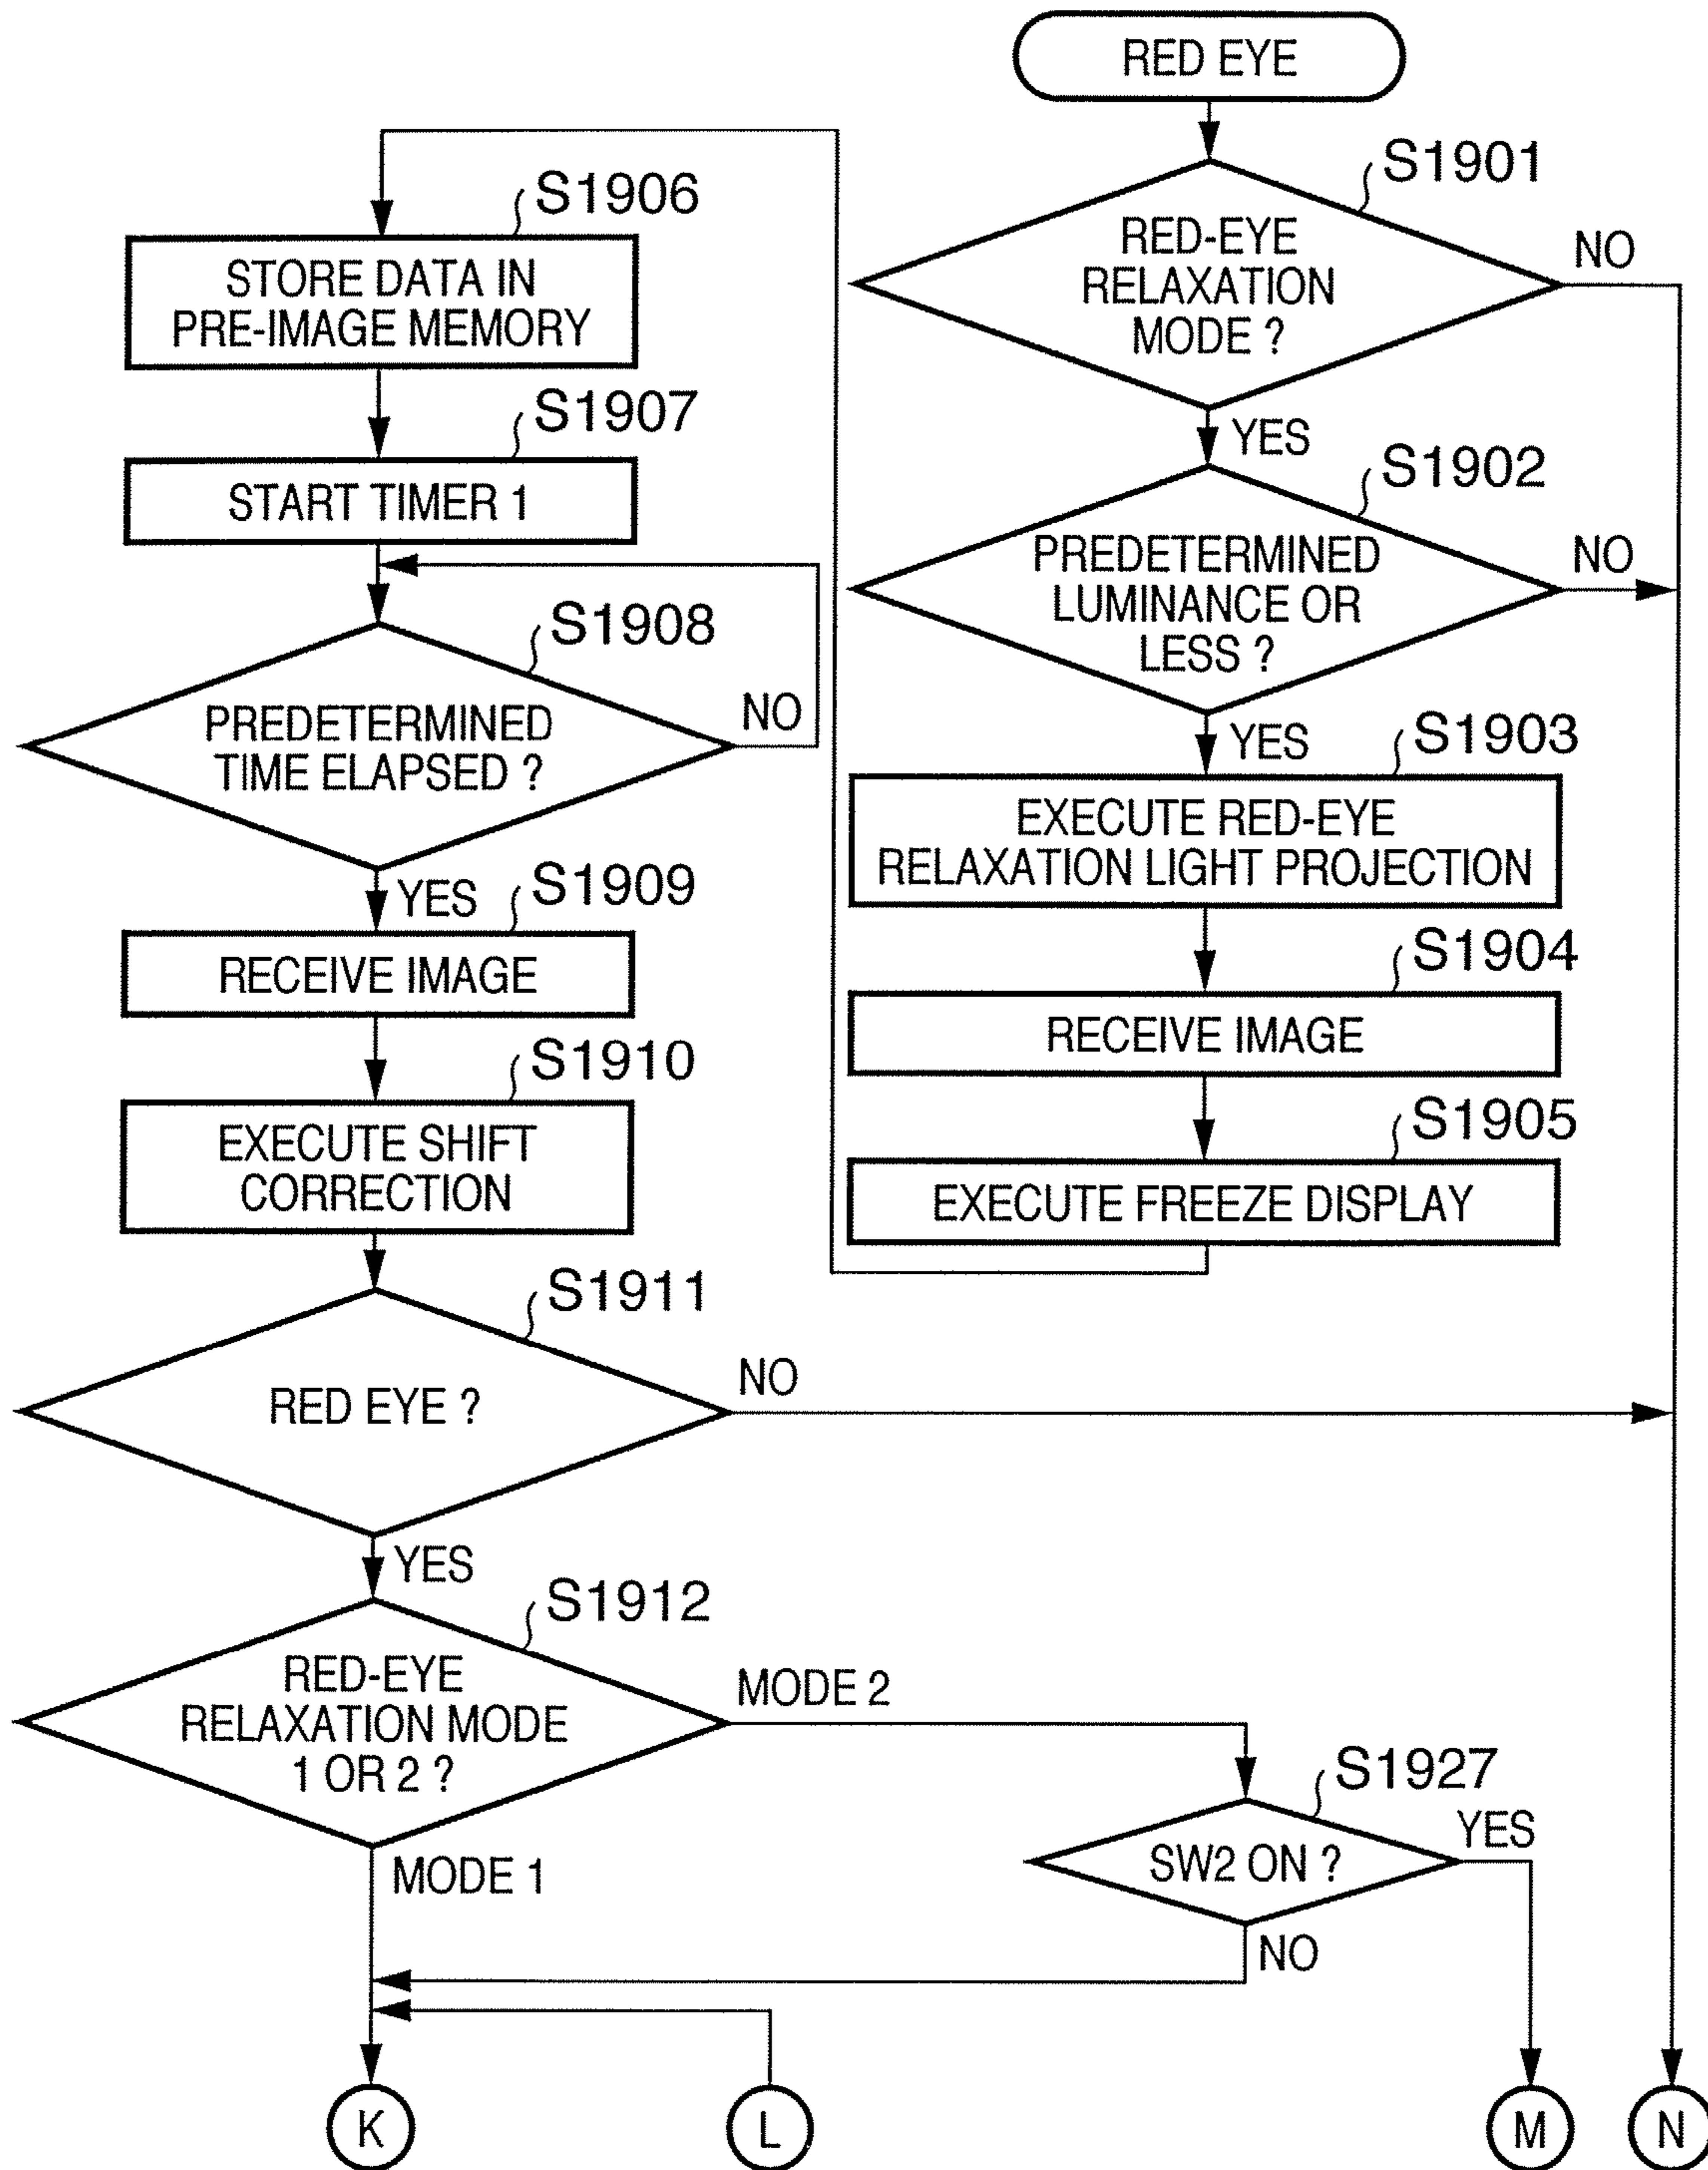 RED EYE
S1901
RED-EYE
RELAXATION
MODE ?
NO
YES
S1902
PREDETERMINED
LUMINANCE OR
LESS ?
NO
YES
S1903
EXECUTE RED-EYE
RELAXATION LIGHT PROJECTION
S1904
RECEIVE IMAGE
S1905
EXECUTE FREEZE DISPLAY
S1906
STORE DATA IN
PRE-IMAGE MEMORY
S1907
START TIMER 1
S1908
PREDETERMINED
TIME ELAPSED ?
NO
YES
S1909
RECEIVE IMAGE
S1910
EXECUTE SHIFT
CORRECTION
S1911
RED EYE ?
NO
YES
S1912
RED-EYE
RELAXATION MODE
1 OR 2 ?
MODE 2
MODE 1
S1927
SW2 ON ?
YES
NO
K
L
M
N